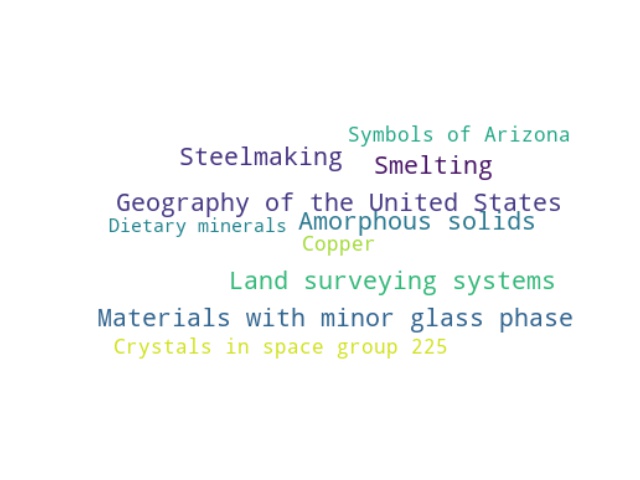 Symbols of Arizona
Steelmaking
Smelting
Geography of the United States
Amorphous solids
Dietary minerals
Copper
Land surveying systems
Materials with minor glass phase
Crystals in space group 225